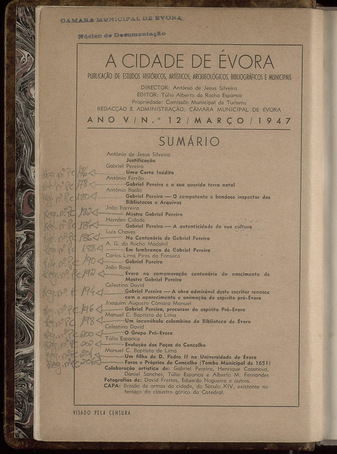 CÂMARA MUNICIPAL DE ÉVORA
Núcleo de Documentação
A CIDADE DE ÉVORA
PUBLICAÇÃO DE ESTUDOS HISTÓRICOS, ARTÍSTICOS, ARQUEOLÓGICOS, BIBLIOGRÁFICOS E MUNICIPAIS
DIRECTOR: António de Jesus Silveira
EDITOR: Túlio Alberto da Rocha Espanca
Propriedade: Comissão Municipal de Turismo
REDACÇÃO E ADMINISTRAÇÃO: CÂMARA MUNICIPAL DE ÉVORA
ANO V / N.º 12 / MARÇO / 1947
SUMÁRIO
António de Jesus Silveira
Justificação
Gabriel Pereira
Uma Carta Inédita
António Ferrão
Gabriel Pereira e a sua querida terra natal
António Baião
Gabriel Pereira — O competente e bondoso inspector das
Bibliotecas e Arquivos
João Barreira
Mestre Gabriel Pereira
Hernâni Cidade
Gabriel Pereira — A autenticidade da sua cultura
Luís Chaves
No Centenário de Gabriel Pereira
A. G. da Rocha Madahil
Em lembrança de Gabriel Pereira
Carlos Lima Pires da Fonseca
Gabriel Pereira
João Rosa
Évora na comemoração centenária do nascimento do
Mestre Gabriel Pereira
Celestino David
Gabriel Pereira — A obra admirável deste escritor renasce
com o aparecimento e animação do espírito pró-Évora
Joaquim Augusto Câmara Manuel
Gabriel Pereira, precursor do espírito Pró-Évora
Manuel C. Baptista de Lima
Um incunábulo colombino da Biblioteca de Évora
Celestino David
O Grupo Pró-Évora
Túlio Espanca
Evolução dos Paços do Concelho
Manuel C. Baptista de Lima
Um filho de D. Pedro II na Universidade de Évora
Foros e Próprios do Concelho (Tombo Municipal de 1651)
Colaboração artística de: Gabriel Pereira, Henrique Casanova,
Daniel Sanches, Túlio Espanca e Alberto M. Fernandes
Fotografias de: David Freitas, Eduardo Nogueira e outros.
CAPA: Brasão de armas da cidade, do Século XIV, existente no
terraço do claustro gótico da Catedral.
VISADO PELA CENSURA